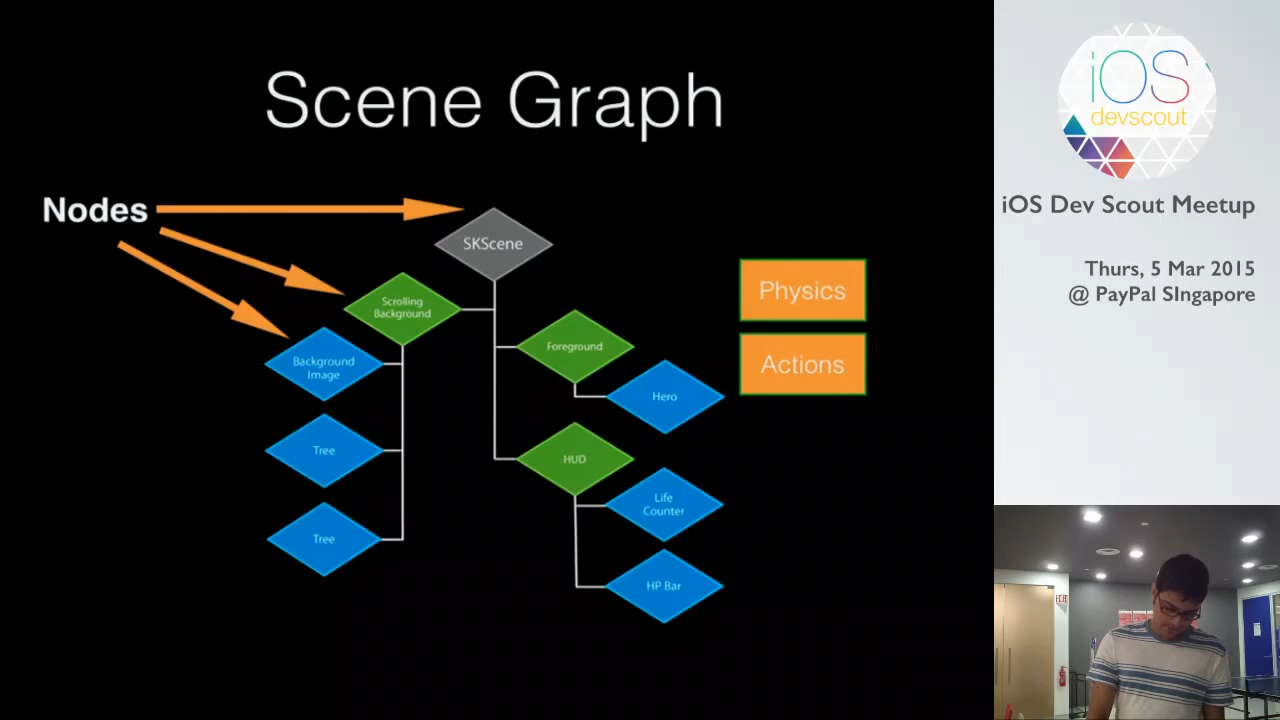 Scene Graph
Nodes
SKScene
Scrolling
Background
Background
Image
Tree
Tree
Foreground
Hero
HUD
Life
Counter
HP Bar
Physics
Actions
iOS
devscout
iOS Dev Scout Meetup
Thurs, 5 Mar 2015
@ PayPal SIngapore